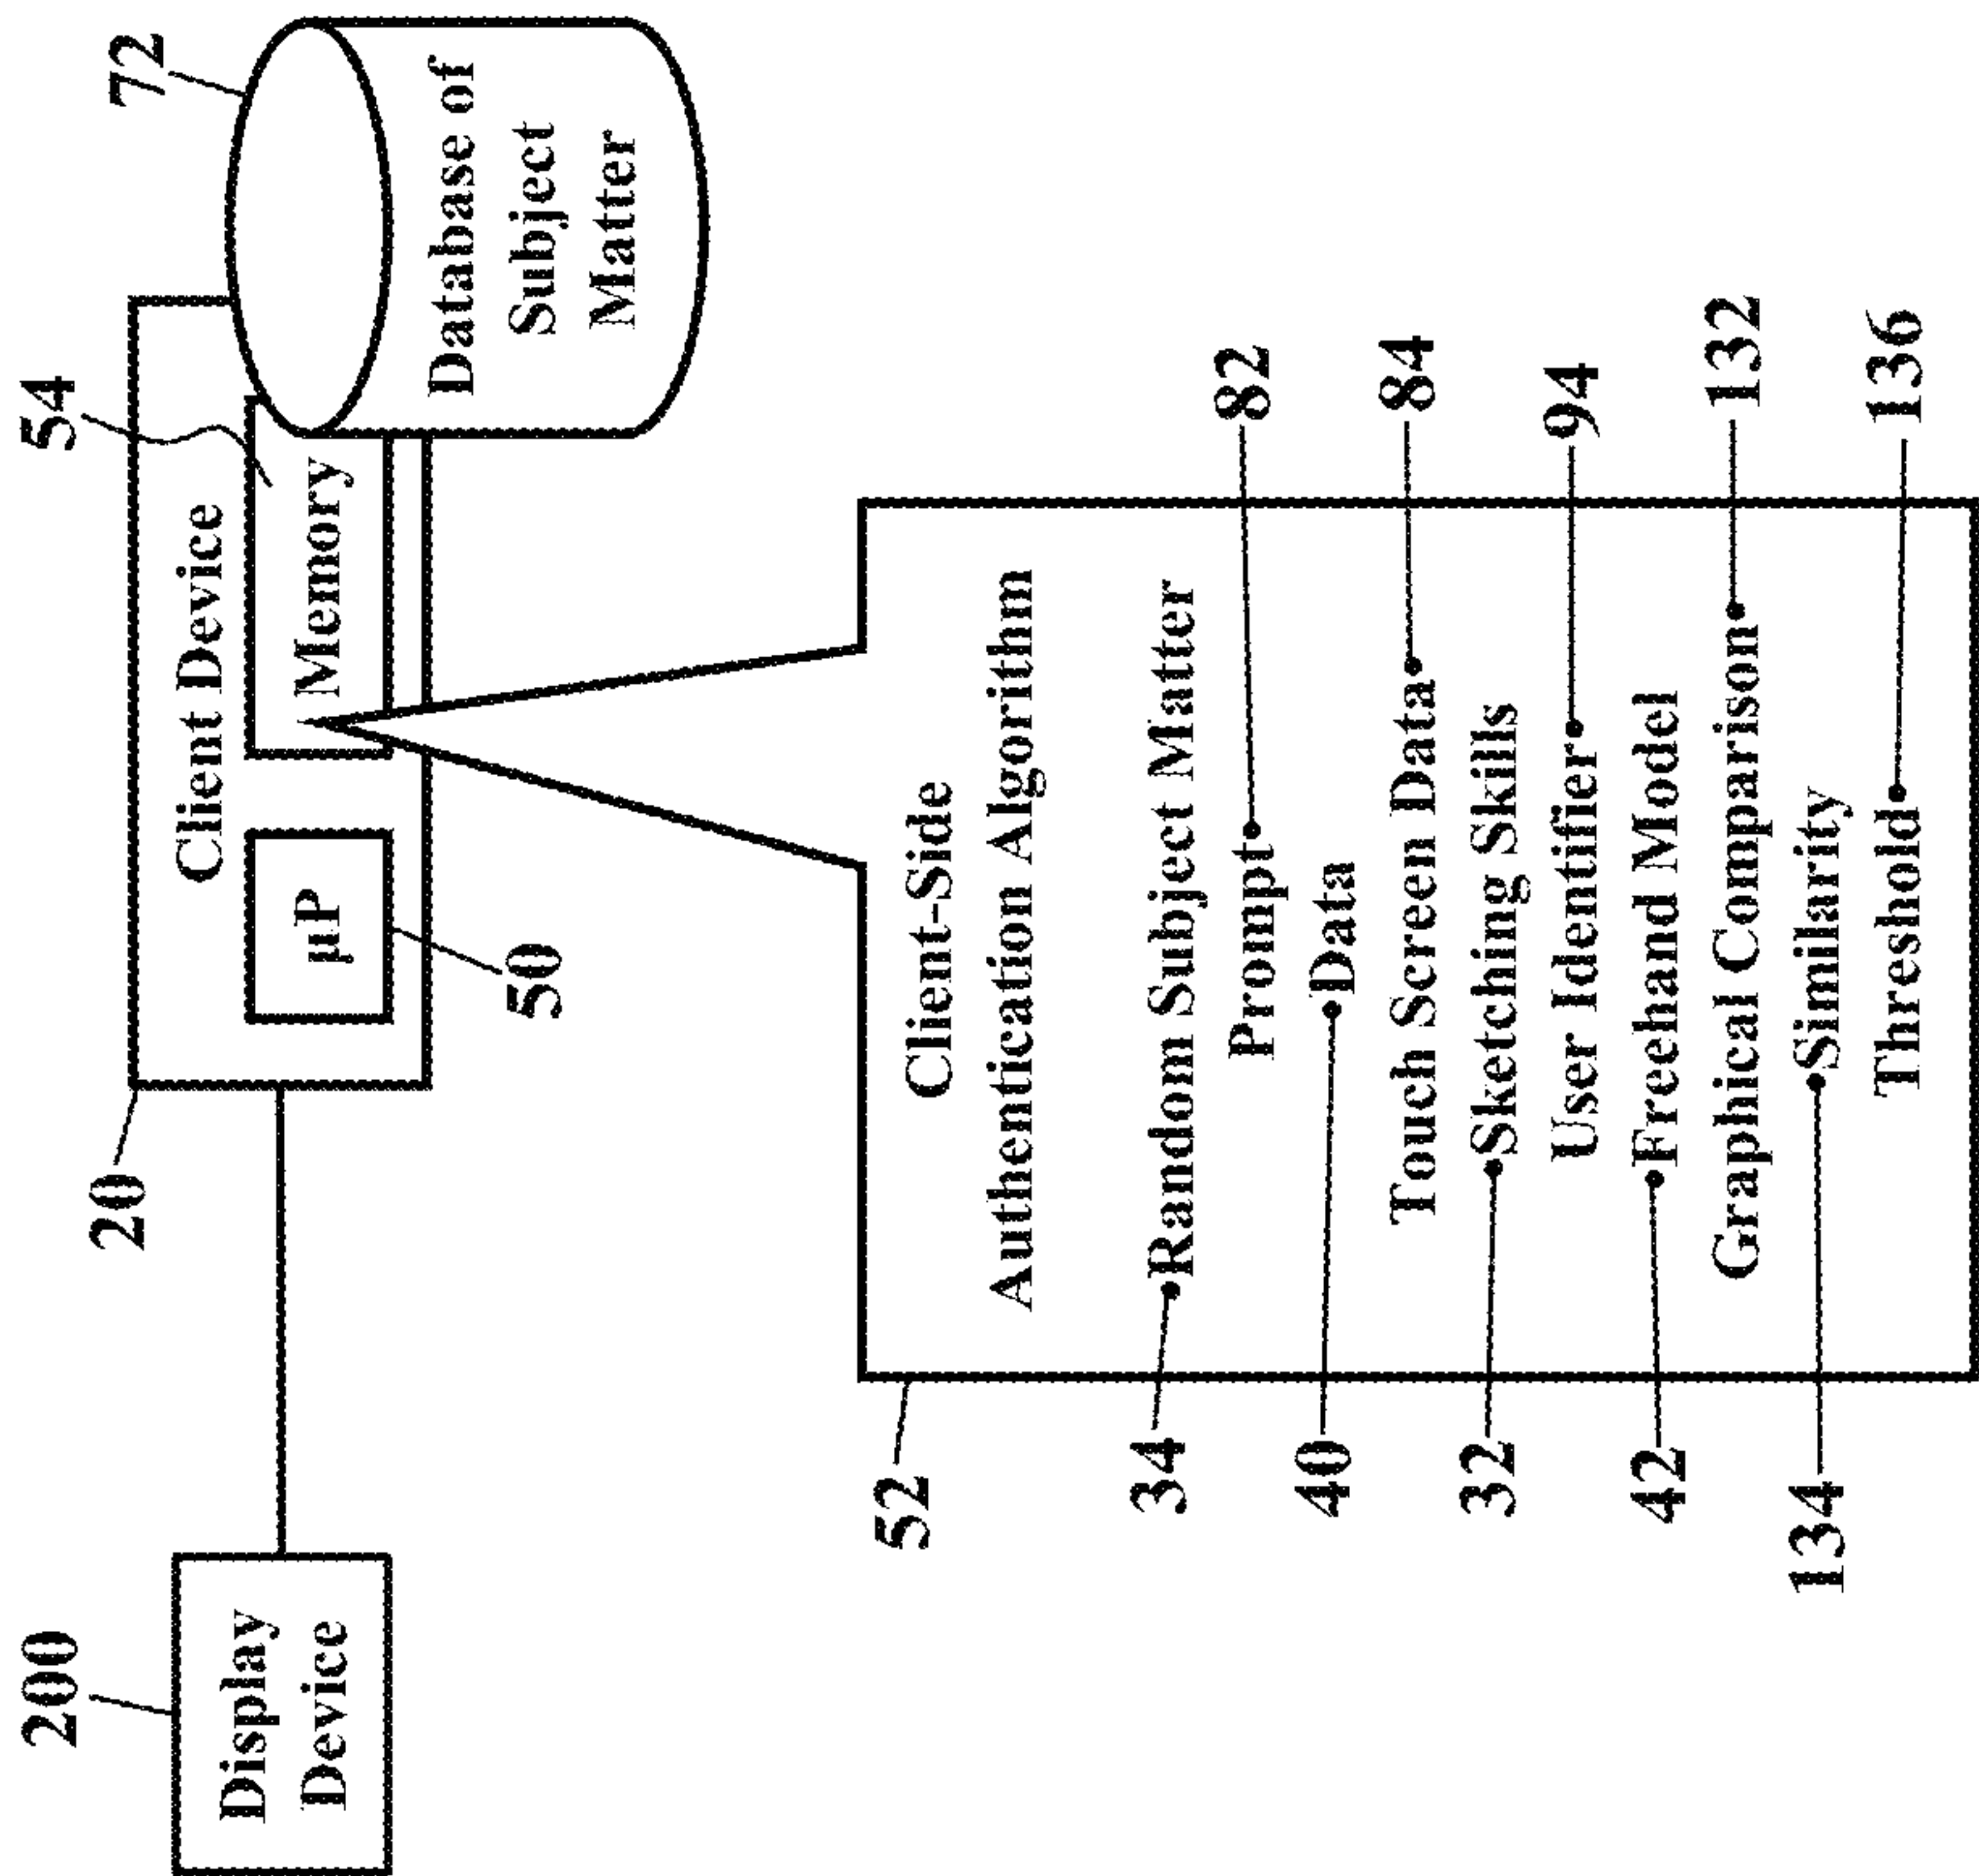 200
Display
Device
20
Client Device
54
μP
Memory
50
72
Database of
Subject
Matter
52
Client-Side
Authentication Algorithm
34
Random Subject Matter
Prompt
82
40
Data
Touch Screen Data
84
32
Sketching Skills
User Identifier
94
42
Freehand Model
Graphical Comparison
132
134
Similarity
Threshold
136